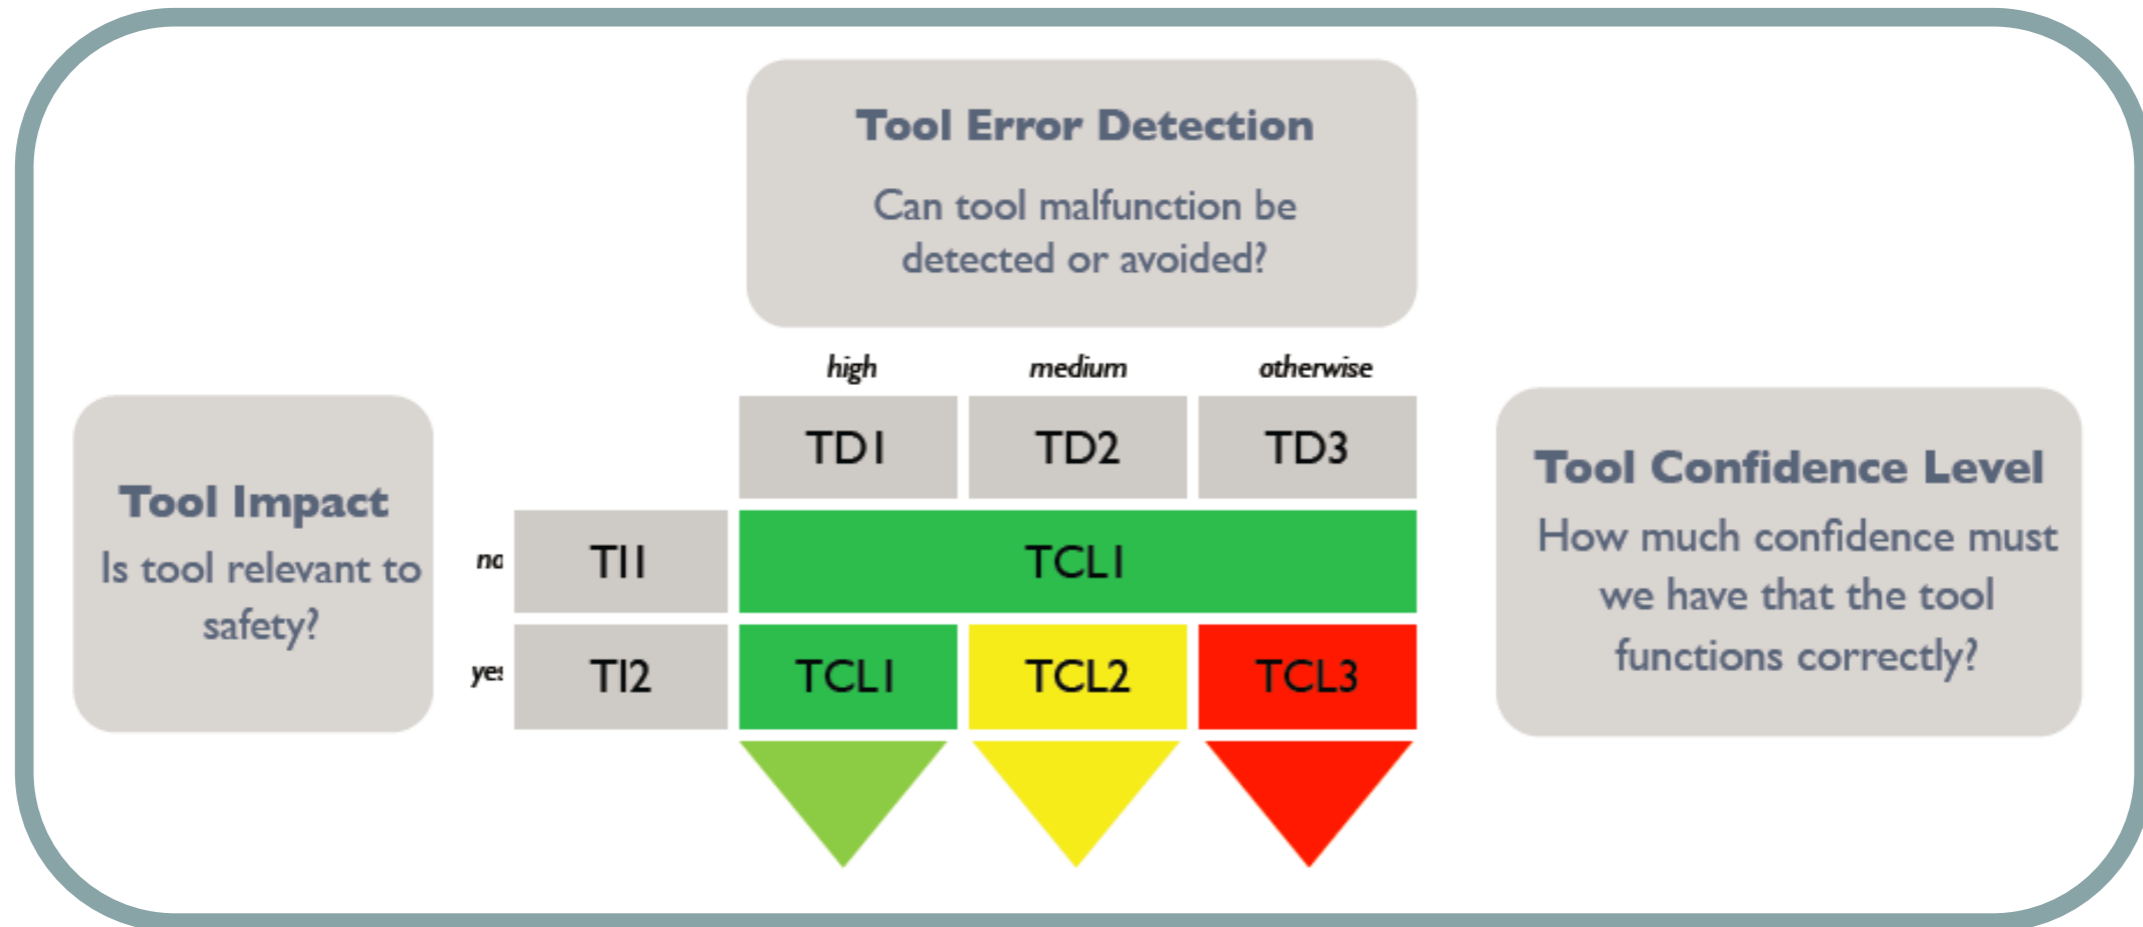 Tool Error Detection
Can tool malfunction be
detected or avoided?
high medium otherwise
TD1 TD2 TD3
Tool Impact
Is tool relevant to
safety?
no TI1 TCL1
yes TI2 TCL1 TCL2 TCL3
Tool Confidence Level
How much confidence must
we have that the tool
functions correctly?